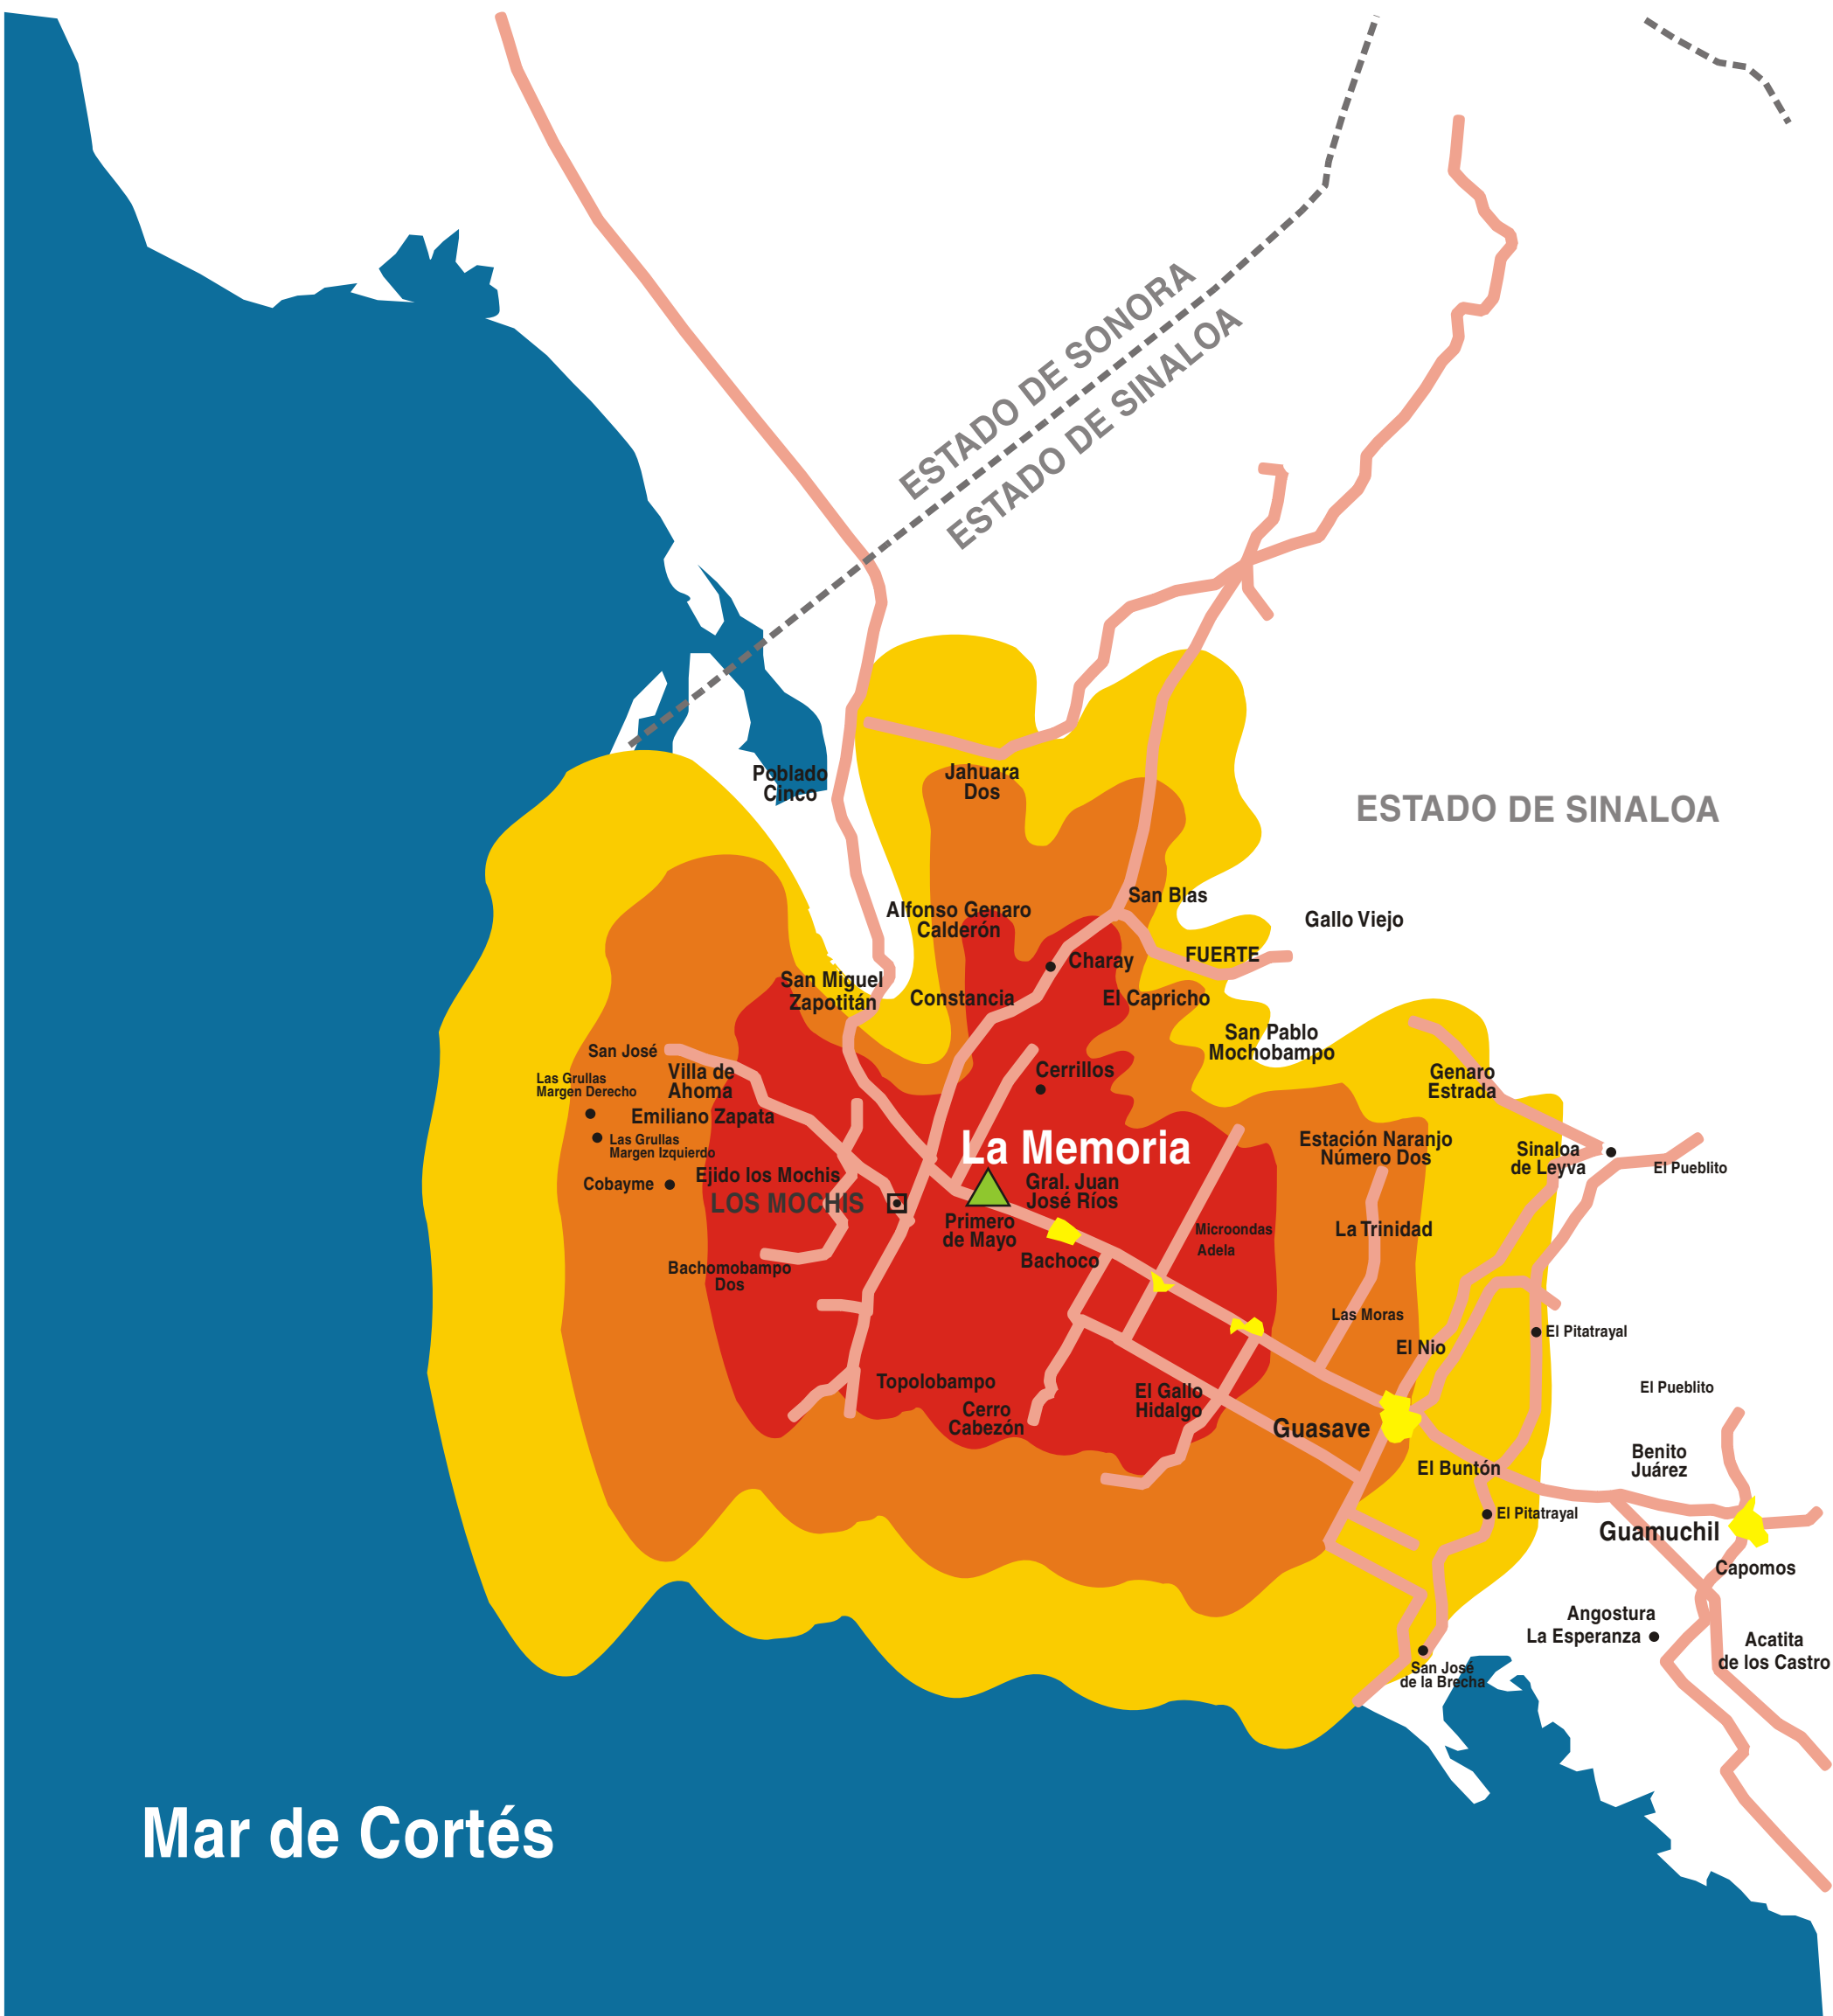 ESTADO DE SONORA
ESTADO DE SINALOA
Poblado
Cinco
Jahuara
Dos
ESTADO DE SINALOA
San Blas
Alfonso Genaro
Calderón
Gallo Viejo
FUERTE
Charay
San Miguel
Zapotitán
Constancia
El Capricho
San Pablo
Mochobampo
San José
Villa de
Ahoma
Cerrillos
Genaro
Estrada
Las Grullas
Margen Derecho
Emiliano Zapata
Las Grullas
Margen Izquierdo
La Memoria
Estación Naranjo
Número Dos
Sinaloa
de Leyva
El Pueblito
Ejido los Mochis
Cobayme
LOS MOCHIS
Gral. Juan
José Ríos
Primero
de Mayo
Microondas
Adela
La Trinidad
Bachoco
Bachomobampo
Dos
Las Moras
El Nio
El Pitatrayal
Topolobampo
Cerro
Cabezón
El Gallo
Hidalgo
El Pueblito
Guasave
Benito
Juárez
El Buntón
El Pitatrayal
Guamuchil
Capomos
Angostura
La Esperanza
Acatita
de los Castro
San José
de la Brecha
Mar de Cortés